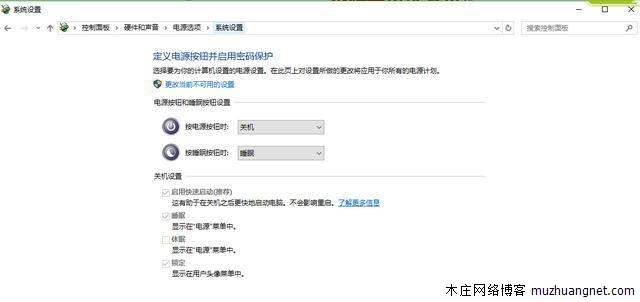 系统设置
控制面板 > 硬件和声音 > 电源选项 > 系统设置
搜索控制面板
定义电源按钮并启用密码保护
选择要为你的计算机设置的电源设置。在此页上对设置所做的更改将应用于你所有的电源计划。
更改当前不可用的设置
电源按钮和睡眠按钮设置
按电源按钮时: 关机
按睡眠按钮时: 睡眠
关机设置
启用快速启动(推荐)
这有助于在关机之后更快地启动电脑。不会影响重启。了解更多信息
睡眠
显示在“电源”菜单中。
休眠
显示在“电源”菜单中。
锁定
显示在用户头像菜单中。
木庄网络博客 muzhuangnet.com